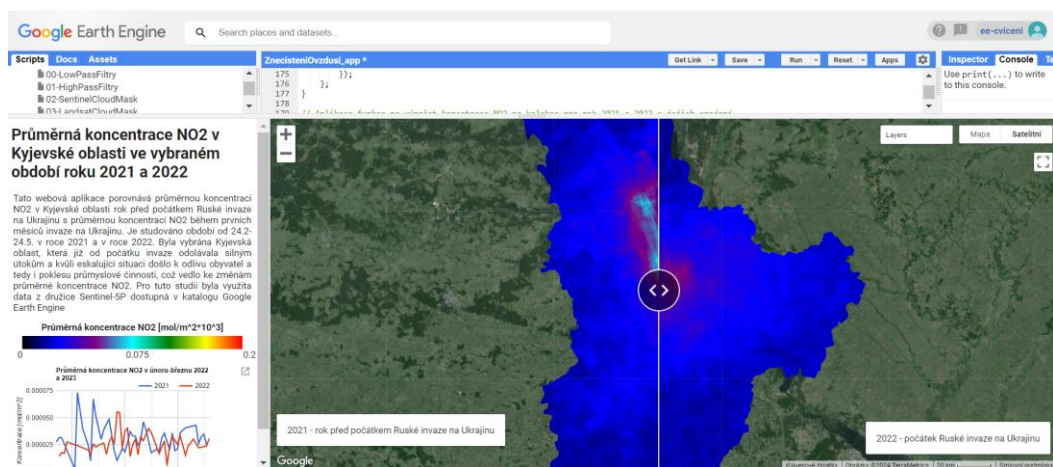 Google Earth Engine
Search places and datasets...
ee-cviceni
Scripts Docs Assets
00-LowPassFiltry
01-HighPassFiltry
02-SentinelCloudMask
03-LandsatCloudMask
ZnecisteniOvzdusi_app *
Get Link Save Run Reset Apps
175 });
176 };
177 }
178
Inspector Console
Use print(...) to write
to this console.
Průměrná koncentrace NO2 v
Kyjevské oblasti ve vybraném
období roku 2021 a 2022
Tato webová aplikace porovnává průměrnou koncentraci
NO2 v Kyjevské oblasti rok před počátkem Ruské invaze
na Ukrajinu s průměrnou koncentrací NO2 během prvních
měsíců invaze na Ukrajinu. Je studováno období od 24.2-
24.5. v roce 2021 a v roce 2022. Byla vybrána Kyjevská
oblast, která již od počátku invaze odolávala silným
útokům a kvůli eskalující situaci došlo k odlivu obyvatel a
tedy i poklesu průmyslové činnosti, což vedlo ke změnám
průměrné koncentrace NO2. Pro tuto studii byla využita
data z družice Sentinel-5P dostupná v katalogu Google
Earth Engine
Průměrná koncentrace NO2 [mol/m^2*10^3]
0 0.075 0.2
Průměrná koncentrace NO2 v únoru-březnu 2022
a 2023
2021 2022
0.000075
0.000050
0.000025
Koncentrace [mol/m^2]
Layers
Mapa Satelitní
2021 - rok před počátkem Ruské invaze na Ukrajinu
2022 - počátek Ruské invaze na Ukrajinu
Google